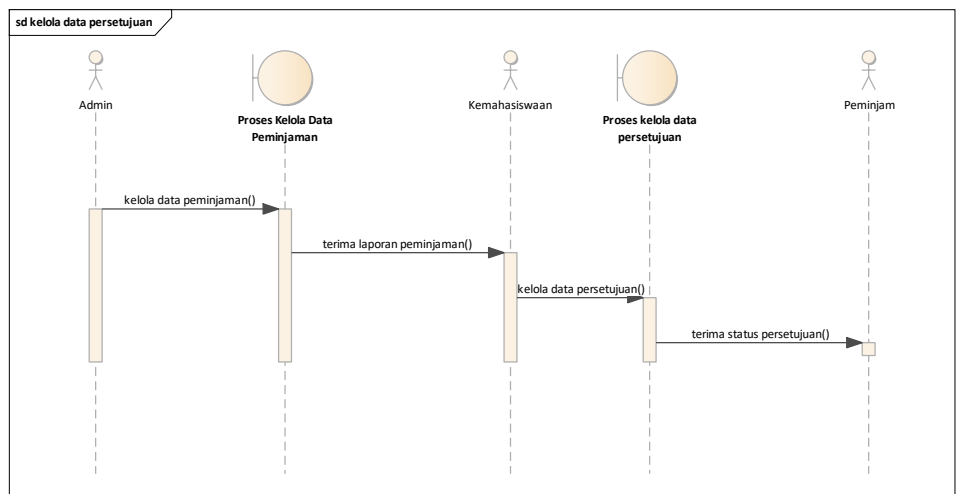 sd kelola data persetujuan
Admin
Proses Kelola Data
Peminjaman
Kemahasiswaan
Proses kelola data
persetujuan
Peminjam
kelola data peminjaman()
terima laporan peminjaman()
kelola data persetujuan()
terima status persetujuan()